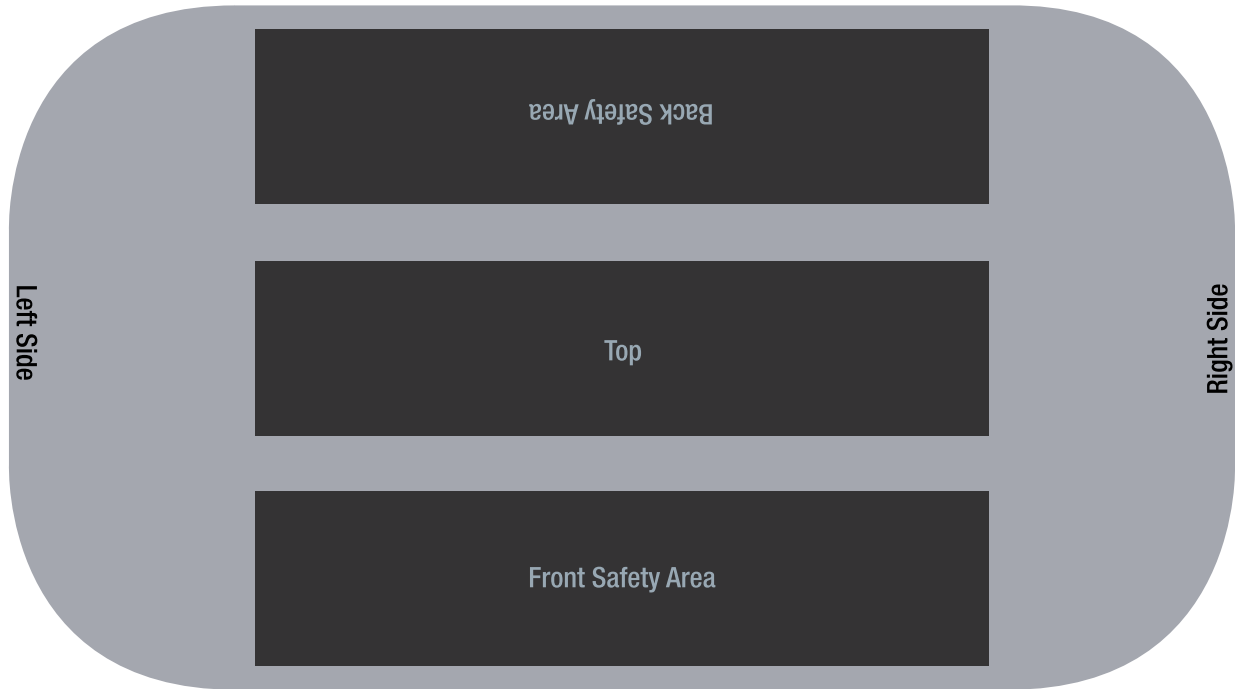 Back Safety Area
Left Side
Top
Right Side
Front Safety Area